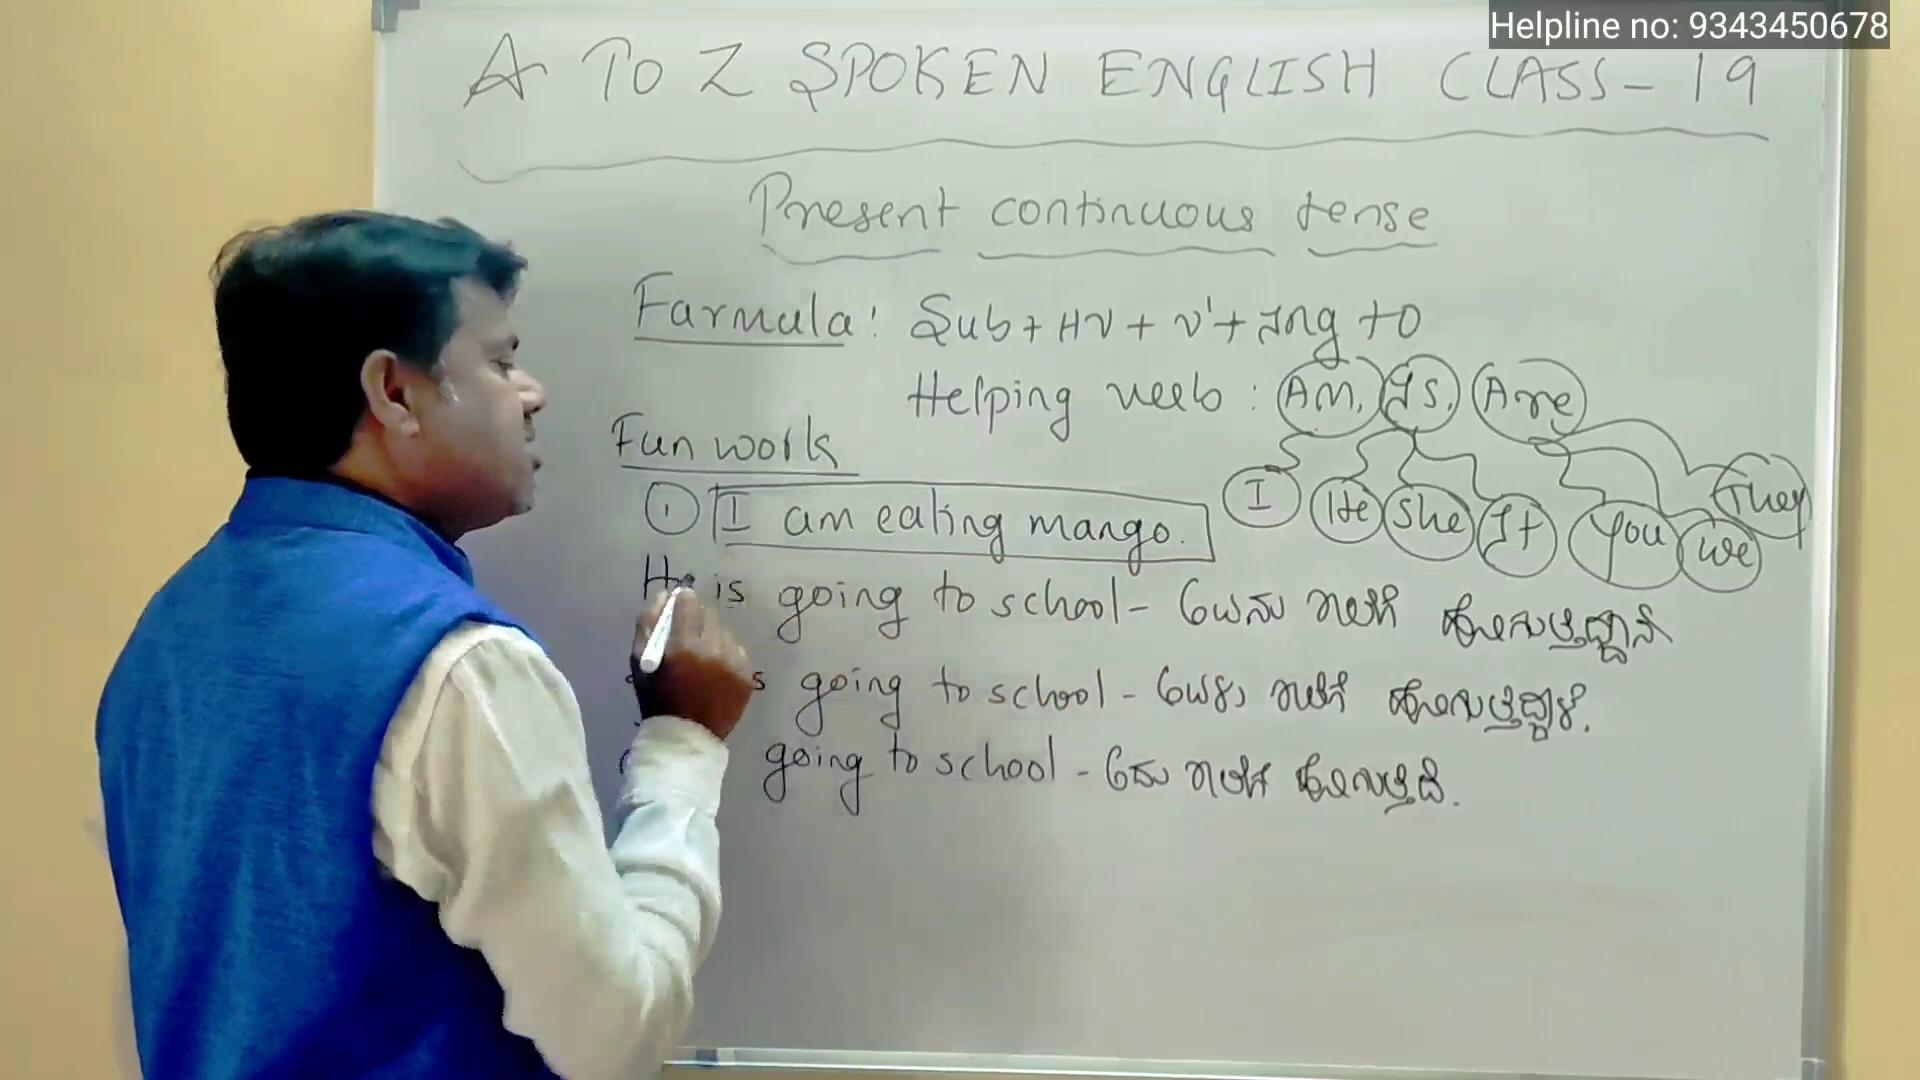 Helpline no: 9343450678
A TO Z SPOKEN ENGLISH CLASS - 19
Present continuous tense
Farmula: Sub + HV + V' + Ing + O
Helping verb: Am, Is, Are
Fun work
I He She It You We They
① I am eating mango.
He is going to school - ಅವನು ಶಾಲೆಗೆ ಹೋಗುತ್ತಿದ್ದಾನೆ
going to school - ಅವಳು ಶಾಲೆಗೆ ಹೋಗುತ್ತಿದ್ದಾಳೆ.
going to school - ಅದು ಶಾಲೆಗೆ ಹೋಗುತ್ತಿದೆ.